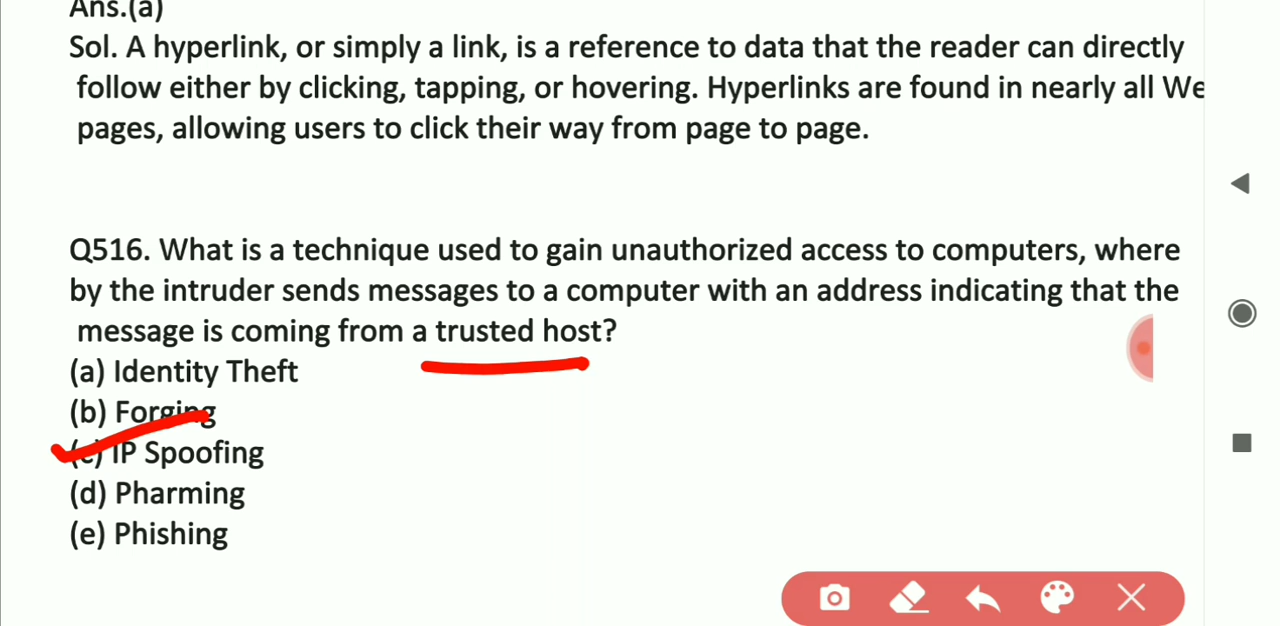 Ans.(a)
Sol. A hyperlink, or simply a link, is a reference to data that the reader can directly
follow either by clicking, tapping, or hovering. Hyperlinks are found in nearly all We
pages, allowing users to click their way from page to page.
Q516. What is a technique used to gain unauthorized access to computers, where
by the intruder sends messages to a computer with an address indicating that the
message is coming from a trusted host?
(a) Identity Theft
(b) Forging
(c) IP Spoofing
(d) Pharming
(e) Phishing